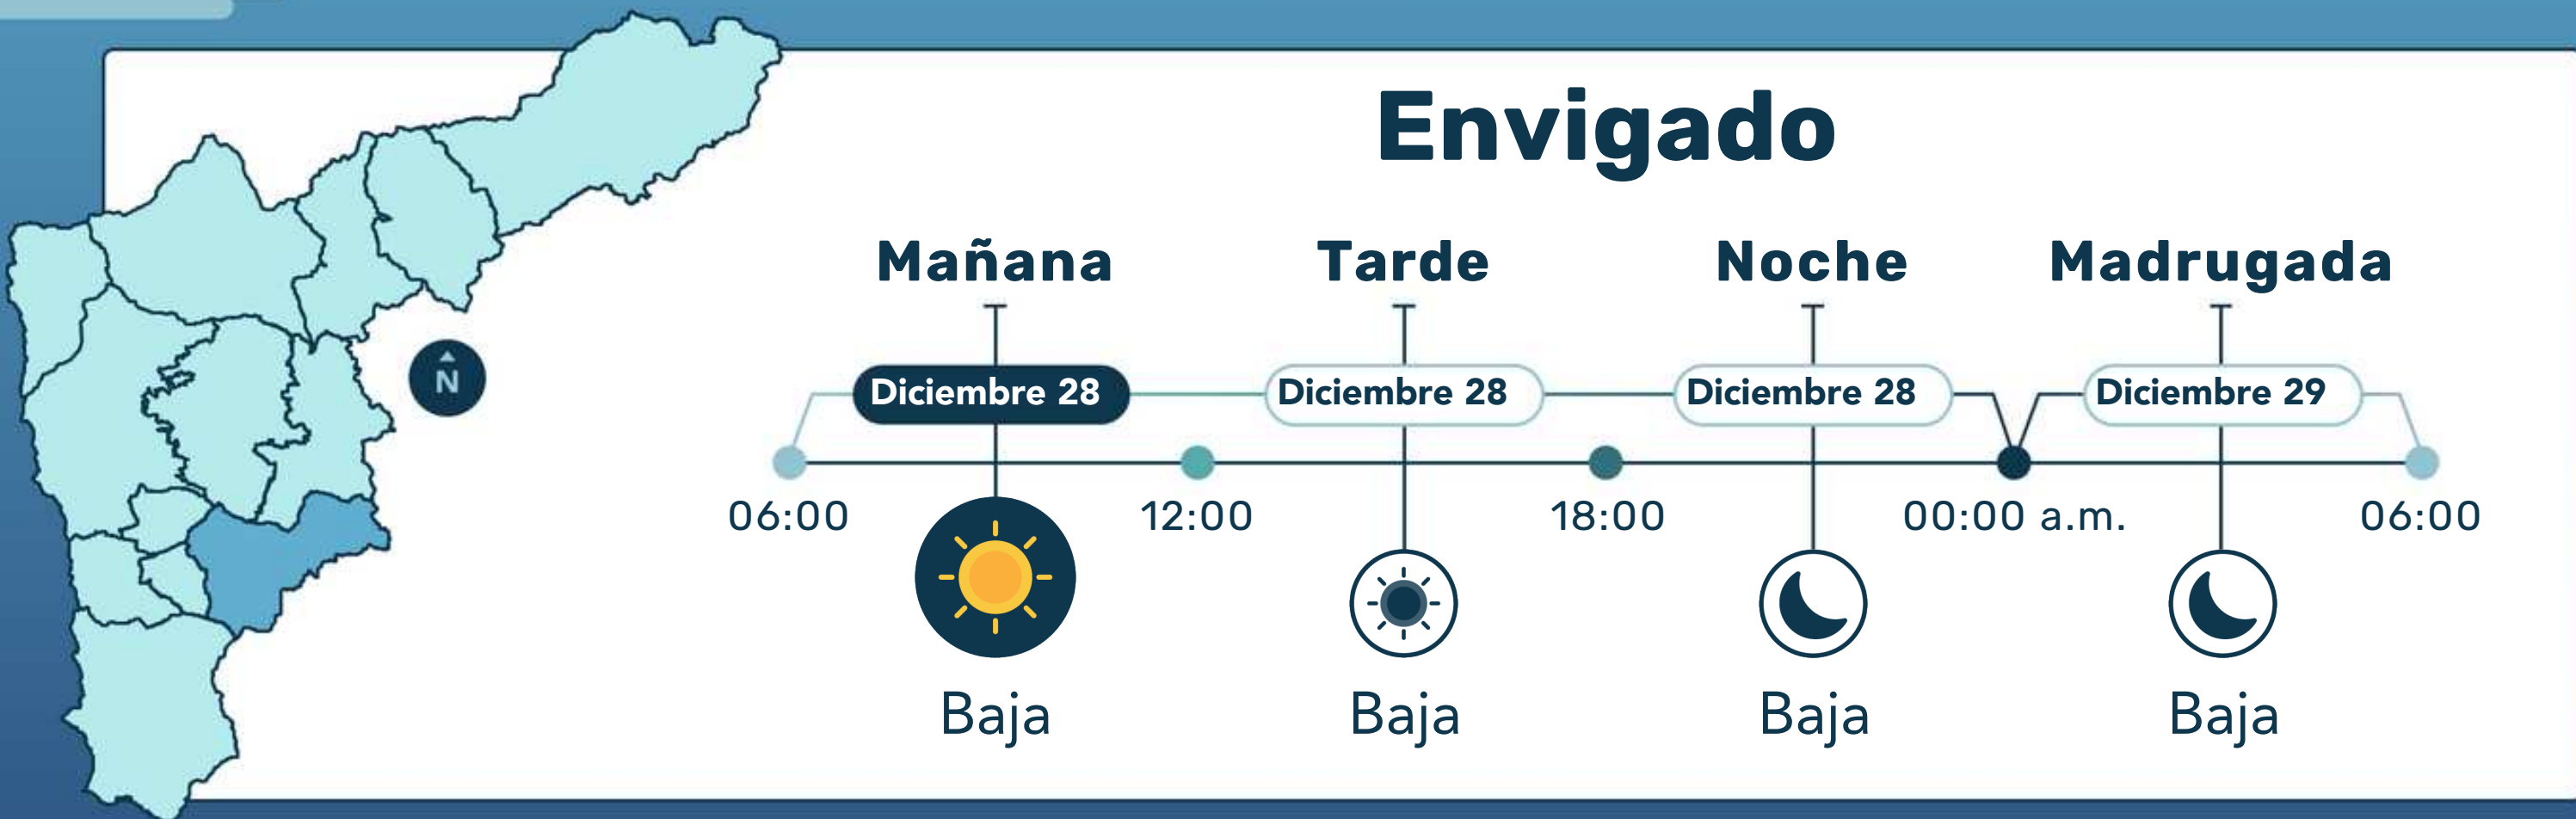 Envigado
Mañana Tarde Noche Madrugada
Diciembre 28 Diciembre 28 Diciembre 28 Diciembre 29
N
06:00 12:00 18:00 00:00 a.m. 06:00
Baja Baja Baja Baja